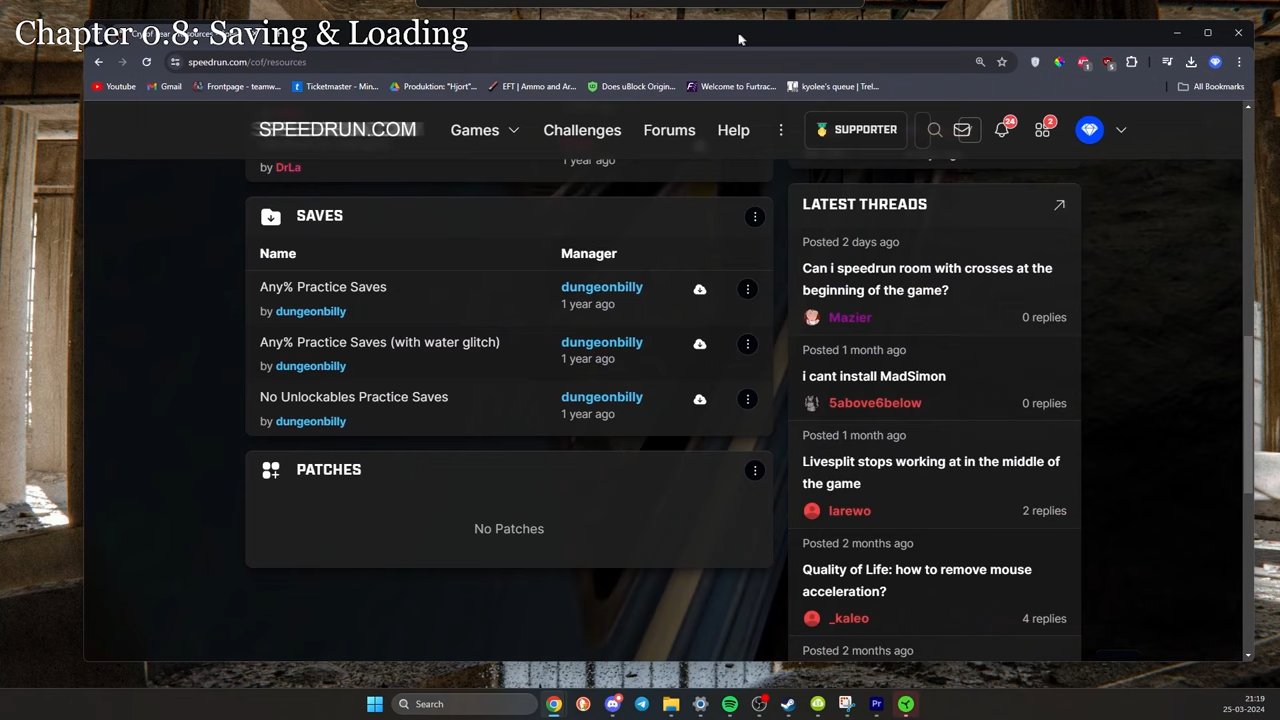 Chapter 0.8: Saving & Loading
speedrun.com/cof/resources
Youtube
Gmail
Frontpage - teamw...
Ticketmaster - Min...
Produktion: "Hjort"...
EFT | Ammo and Ar...
Does uBlock Origin...
Welcome to Furtrac...
kyolee's queue | Trel...
All Bookmarks
SPEEDRUN.COM
Games
Challenges
Forums
Help
SUPPORTER
24
2
by DrLa
1 year ago
SAVES
Name
Manager
Any% Practice Saves
by dungeonbilly
dungeonbilly
1 year ago
Any% Practice Saves (with water glitch)
by dungeonbilly
dungeonbilly
1 year ago
No Unlockables Practice Saves
by dungeonbilly
dungeonbilly
1 year ago
PATCHES
No Patches
LATEST THREADS
Posted 2 days ago
Can i speedrun room with crosses at the
beginning of the game?
Mazier
0 replies
Posted 1 month ago
i cant install MadSimon
5above6below
0 replies
Posted 1 month ago
Livesplit stops working at in the middle of
the game
larewo
2 replies
Posted 2 months ago
Quality of Life: how to remove mouse
acceleration?
_kaleo
4 replies
Posted 2 months ago
Search
21:19
25-03-2024